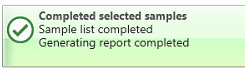 Completed selected samples
Sample list completed
Generating report completed